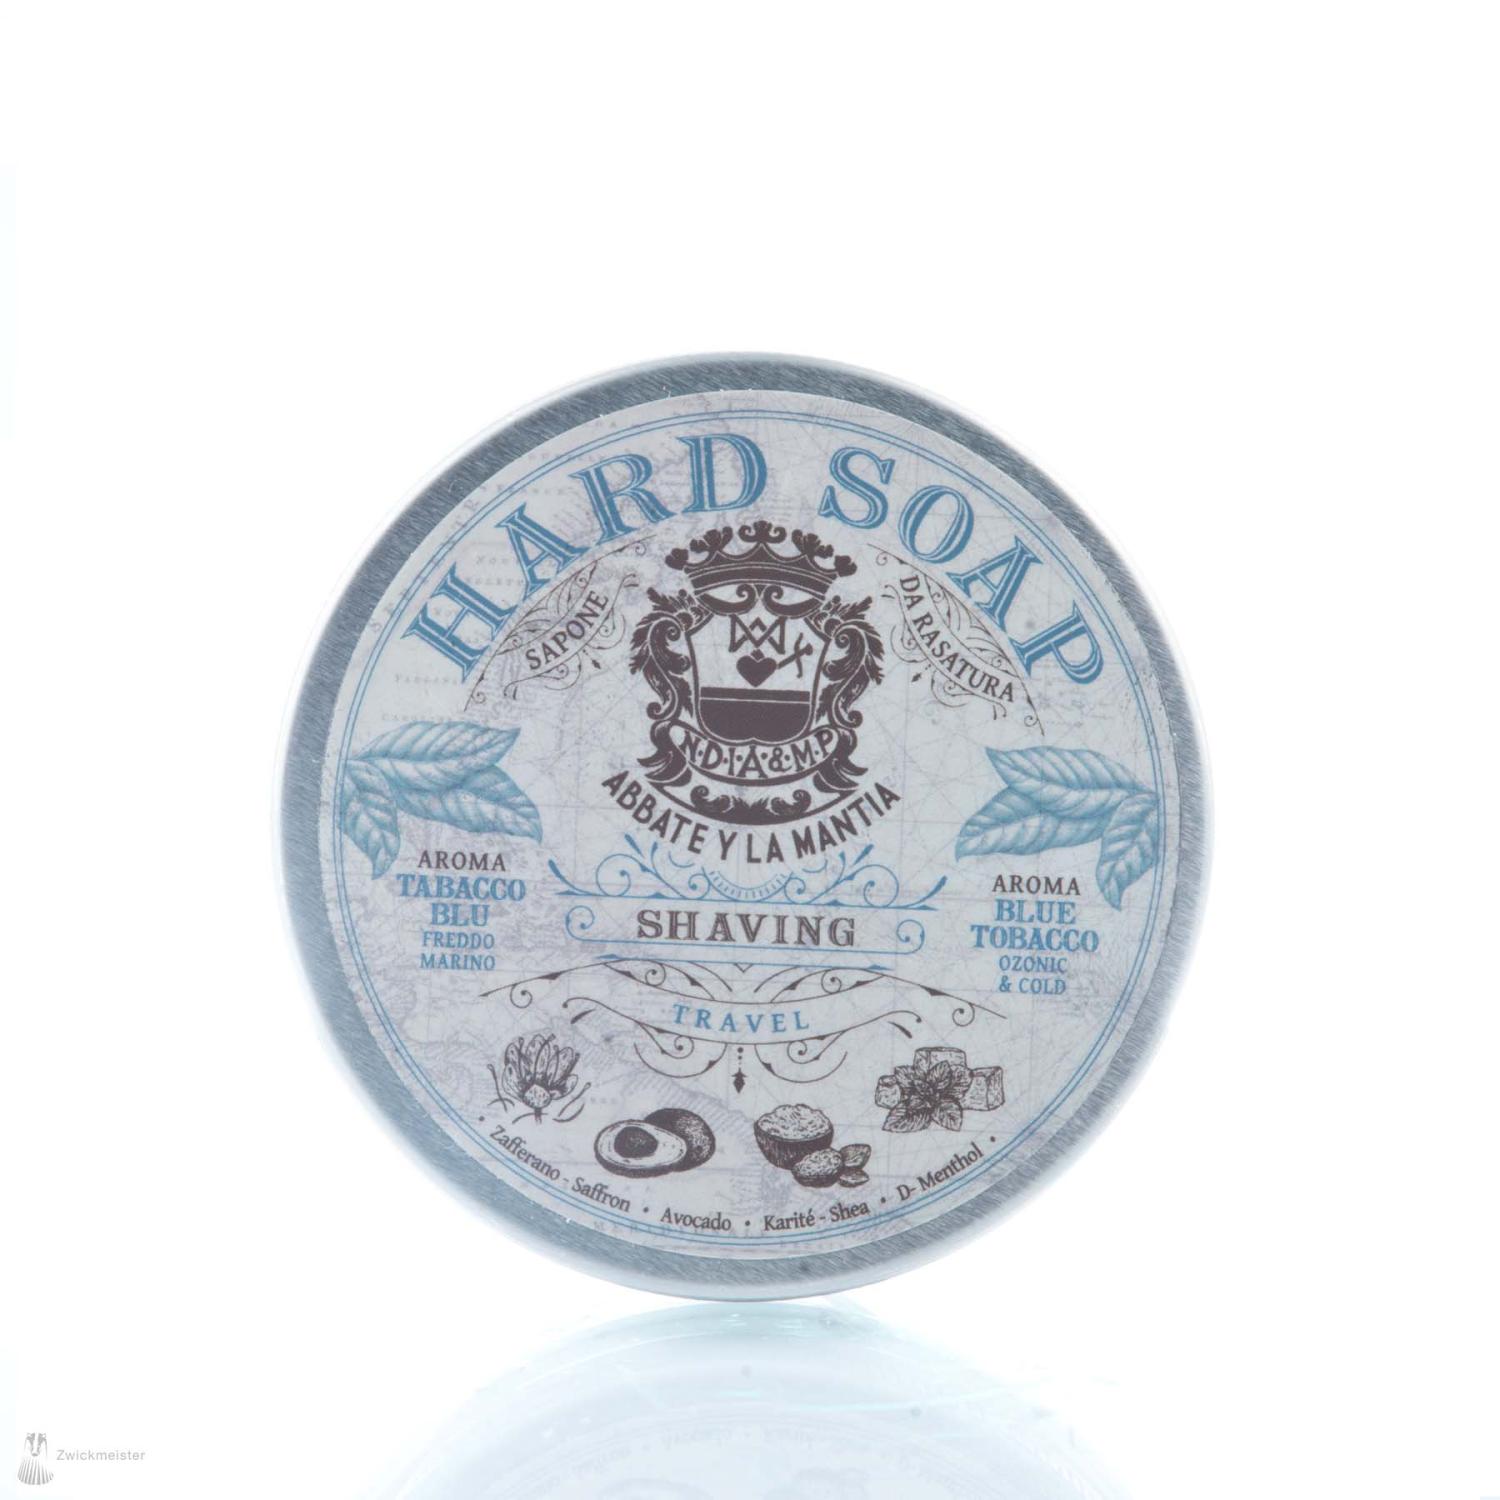 HARD SOAP
SAPONE
DA RASATURA
N·D·I·A·&·M·P
ABBATE Y LA MANTIA
AROMA
TABACCO
BLU
FREDDO
MARINO
AROMA
BLUE
TOBACCO
OZONIC
& COLD
SHAVING
TRAVEL
• Zafferano - Saffron • Avocado • Karité - Shea • D- Menthol •
Zwickmeister